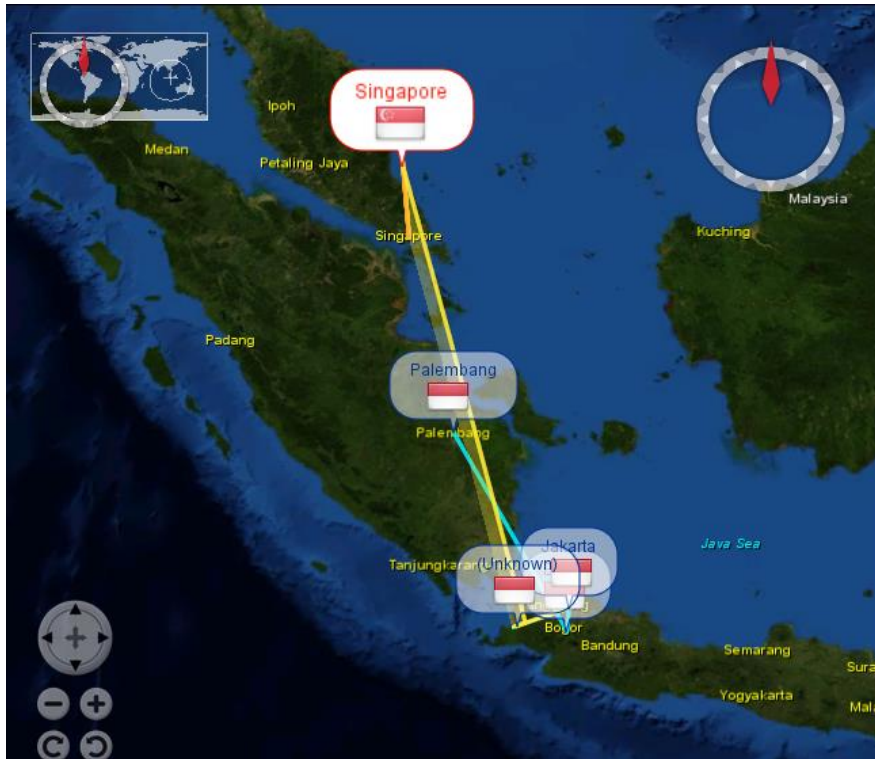 Singapore
Ipoh
Medan
Petaling Jaya
Malaysia
Kuching
Singapore
Padang
Palembang
Palembang
Java Sea
Jakarta
(Unknown)
Tanjungkarang
Bogor
Bandung
Semarang
Yogyakarta